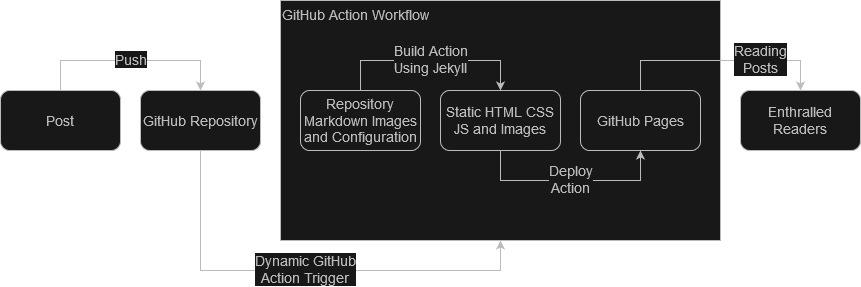 GitHub Action Workflow
Push
Build Action
Using Jekyll
Reading
Posts
Post
GitHub Repository
Repository
Markdown Images
and Configuration
Static HTML CSS
JS and Images
GitHub Pages
Enthralled
Readers
Deploy
Action
Dynamic GitHub
Action Trigger